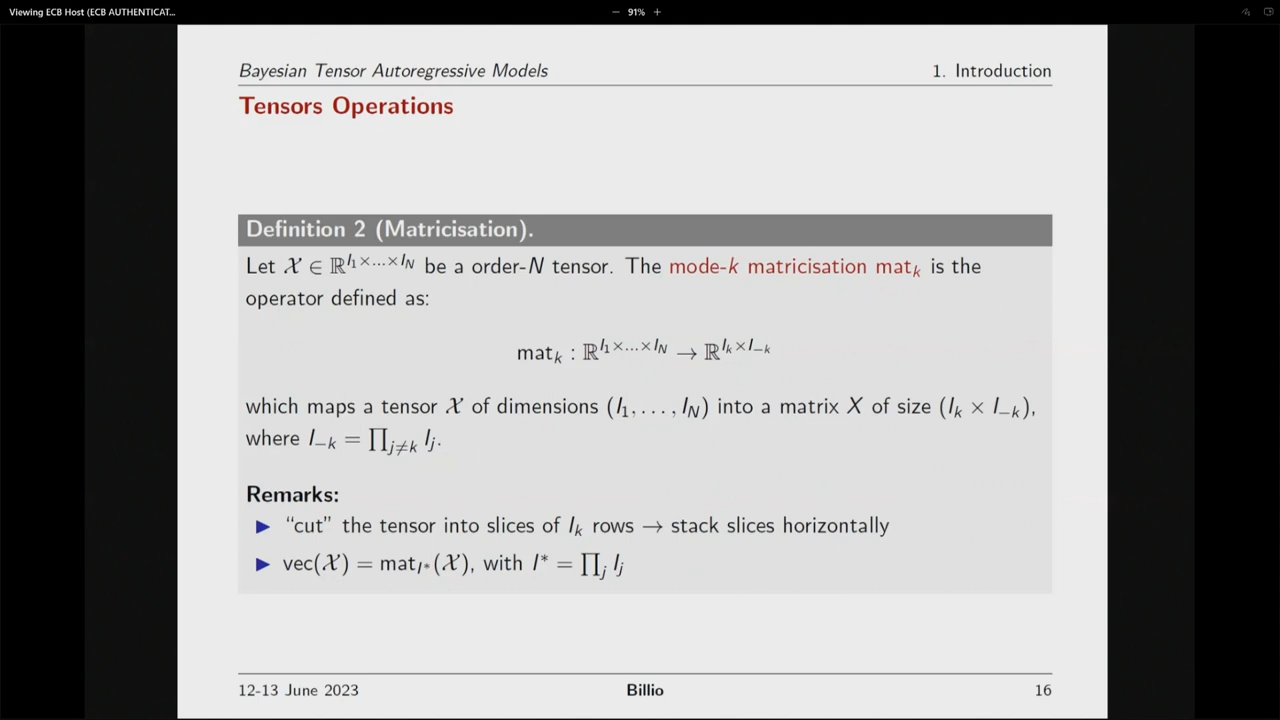 Viewing ECB Host (ECB AUTHENTICAT...
− 91% +
Bayesian Tensor Autoregressive Models 1. Introduction
Tensors Operations
Definition 2 (Matricisation).
Let 𝒳 ∈ ℝ^{I₁×...×I_N} be a order-N tensor. The mode-k matricisation mat_k is the
operator defined as:
mat_k : ℝ^{I₁×...×I_N} → ℝ^{I_k×I_{−k}}
which maps a tensor 𝒳 of dimensions (I₁, . . . , I_N) into a matrix X of size (I_k × I_{−k}),
where I_{−k} = ∏_{j≠k} I_j.
Remarks:
▶ “cut” the tensor into slices of I_k rows → stack slices horizontally
▶ vec(𝒳) = mat_{I*}(𝒳), with I* = ∏_j I_j
12-13 June 2023 Billio 16